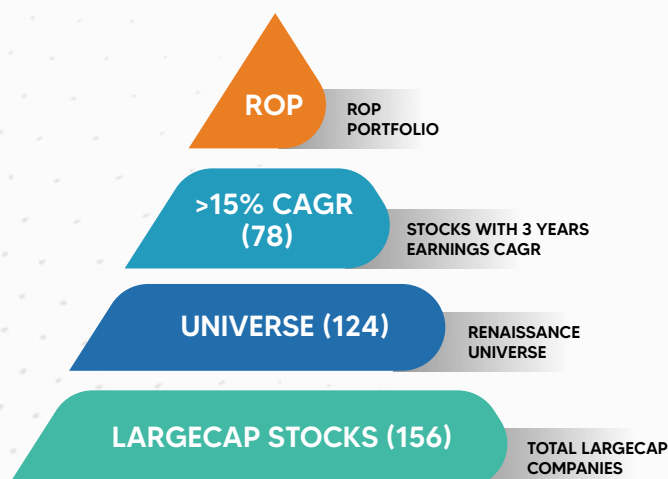 ROP
ROP
PORTFOLIO
>15% CAGR
(78)
STOCKS WITH 3 YEARS
EARNINGS CAGR
UNIVERSE (124)
RENAISSANCE
UNIVERSE
LARGECAP STOCKS (156)
TOTAL LARGECAP
COMPANIES